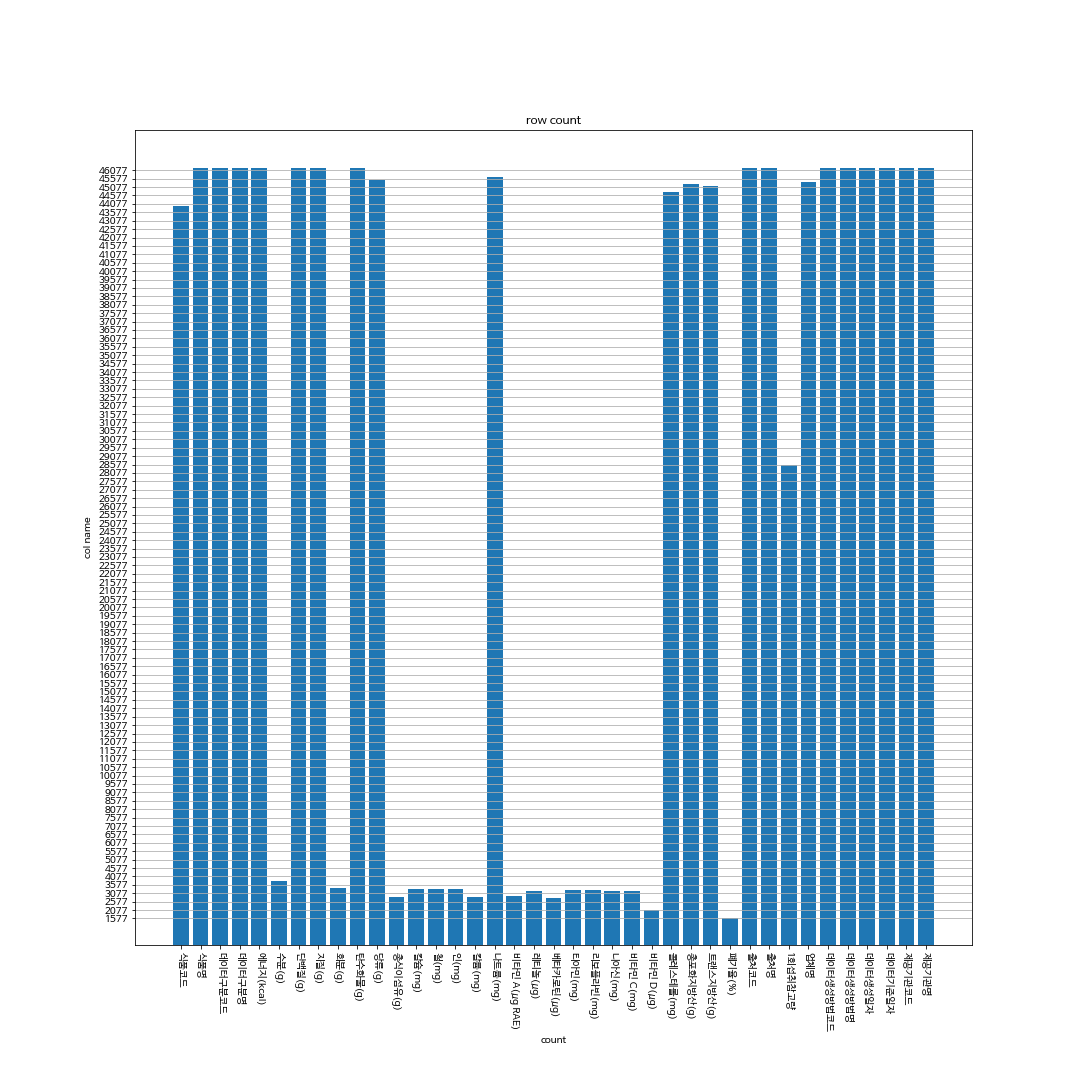 row count
46077
45577
45077
44577
44077
43577
43077
42577
42077
41577
41077
40577
40077
39577
39077
38577
38077
37577
37077
36577
36077
35577
35077
34577
34077
33577
33077
32577
32077
31577
31077
30577
30077
29577
29077
28577
28077
27577
27077
26577
26077
25577
25077
24577
24077
23577
23077
22577
22077
21577
21077
20577
20077
19577
19077
18577
18077
17577
17077
16577
16077
15577
15077
14577
14077
13577
13077
12577
12077
11577
11077
10577
10077
9577
9077
8577
8077
7577
7077
6577
6077
5577
5077
4577
4077
3577
3077
2577
2077
1577
col name
식품코드
식품명
데이터구분코드
데이터구분명
에너지(kcal)
수분(g)
단백질(g)
지질(g)
회분(g)
탄수화물(g)
당류(g)
총식이섬유(g)
칼슘(mg)
철(mg)
인(mg)
칼륨(mg)
나트륨(mg)
비타민 A (μg RAE)
레티놀(μg)
베타카로틴(μg)
티아민(mg)
리보플라빈(mg)
나이신(mg)
비타민 C (mg)
비타민 D (μg)
콜레스테롤(mg)
총포화지방산(g)
트랜스지방산(g)
폐기율(%)
출처코드
출처명
1회 섭취참고량
업체명
데이터생성방법코드
데이터생성방법명
데이터생성일자
데이터기준일자
제공기관코드
제공기관명
count